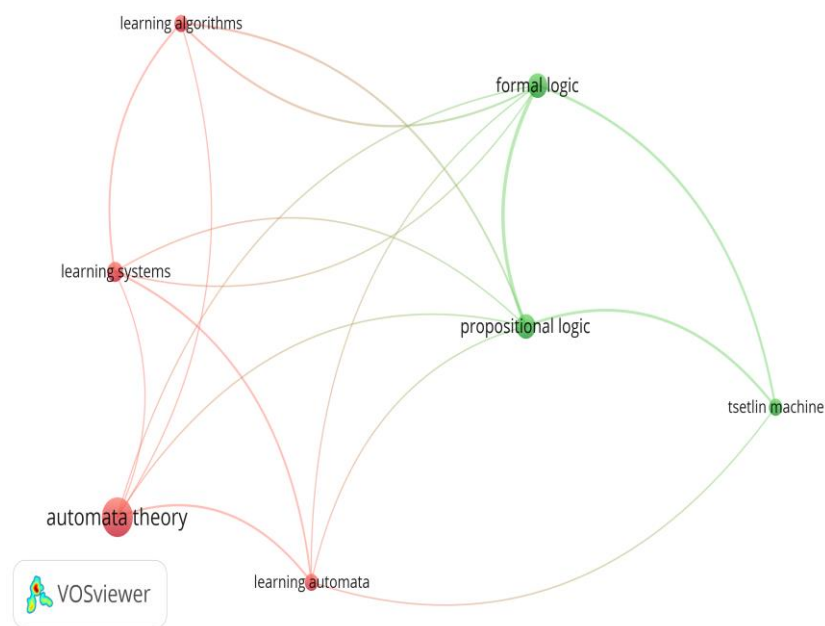 learning algorithms
formal logic
learning systems
propositional logic
tsetlin machine
automata theory
learning automata
VOSviewer